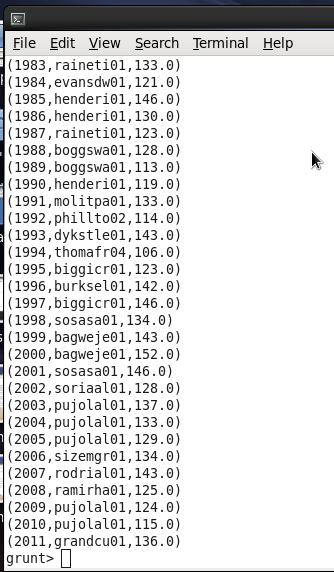 File Edit View Search Terminal Help
(1983,raineti01,133.0)
(1984,evansdw01,121.0)
(1985,henderi01,146.0)
(1986,henderi01,130.0)
(1987,raineti01,123.0)
(1988,boggswa01,128.0)
(1989,boggswa01,113.0)
(1990,henderi01,119.0)
(1991,molitpa01,133.0)
(1992,phillto02,114.0)
(1993,dykstle01,143.0)
(1994,thomafr04,106.0)
(1995,biggicr01,123.0)
(1996,burksel01,142.0)
(1997,biggicr01,146.0)
(1998,sosasa01,134.0)
(1999,bagweje01,143.0)
(2000,bagweje01,152.0)
(2001,sosasa01,146.0)
(2002,soriaal01,128.0)
(2003,pujolal01,137.0)
(2004,pujolal01,133.0)
(2005,pujolal01,129.0)
(2006,sizemgr01,134.0)
(2007,rodrial01,143.0)
(2008,ramirha01,125.0)
(2009,pujolal01,124.0)
(2010,pujolal01,115.0)
(2011,grandcu01,136.0)
grunt>